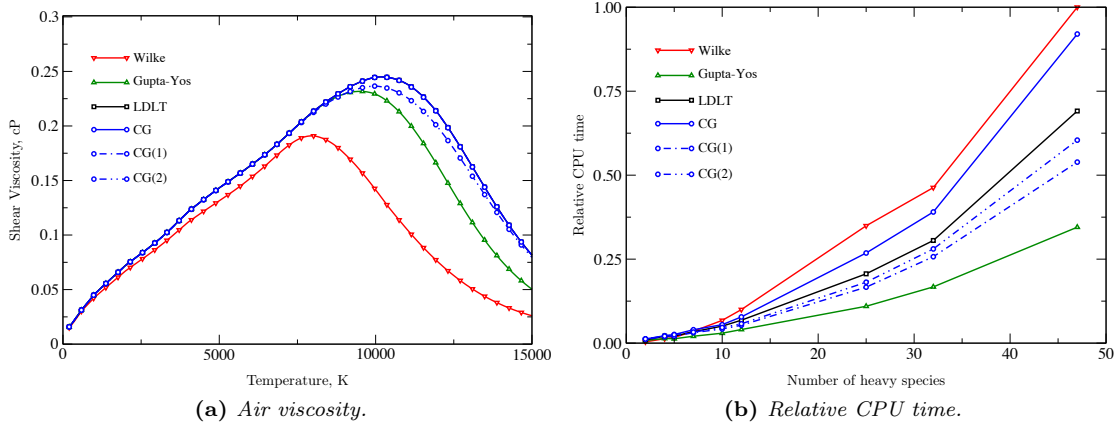 0.3
0.25
0.2
0.15
0.1
0.05
0
0
5000
10000
15000
Shear Viscosity, cP
Temperature, K
Wilke
Gupta-Yos
LDLT
CG
CG(1)
CG(2)
(a) Air viscosity.
1.00
0.75
0.50
0.25
0.00
0
10
20
30
40
50
Relative CPU time
Number of heavy species
Wilke
Gupta-Yos
LDLT
CG
CG(1)
CG(2)
(b) Relative CPU time.